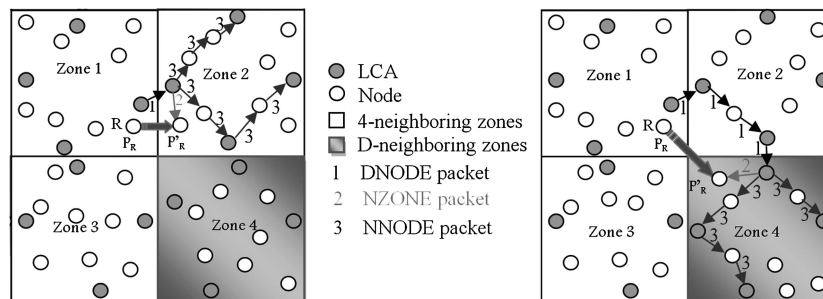 Zone 1
Zone 2
3
3
3
3
3
3
3
1
2
R
P_R
P'_R
Zone 3
Zone 4
LCA
Node
4-neighboring zones
D-neighboring zones
1 DNODE packet
2 NZONE packet
3 NNODE packet
Zone 1
Zone 2
1
1
1
1
R
P_R
P'_R
2
3
3
3
3
3
3
Zone 3
Zone 4